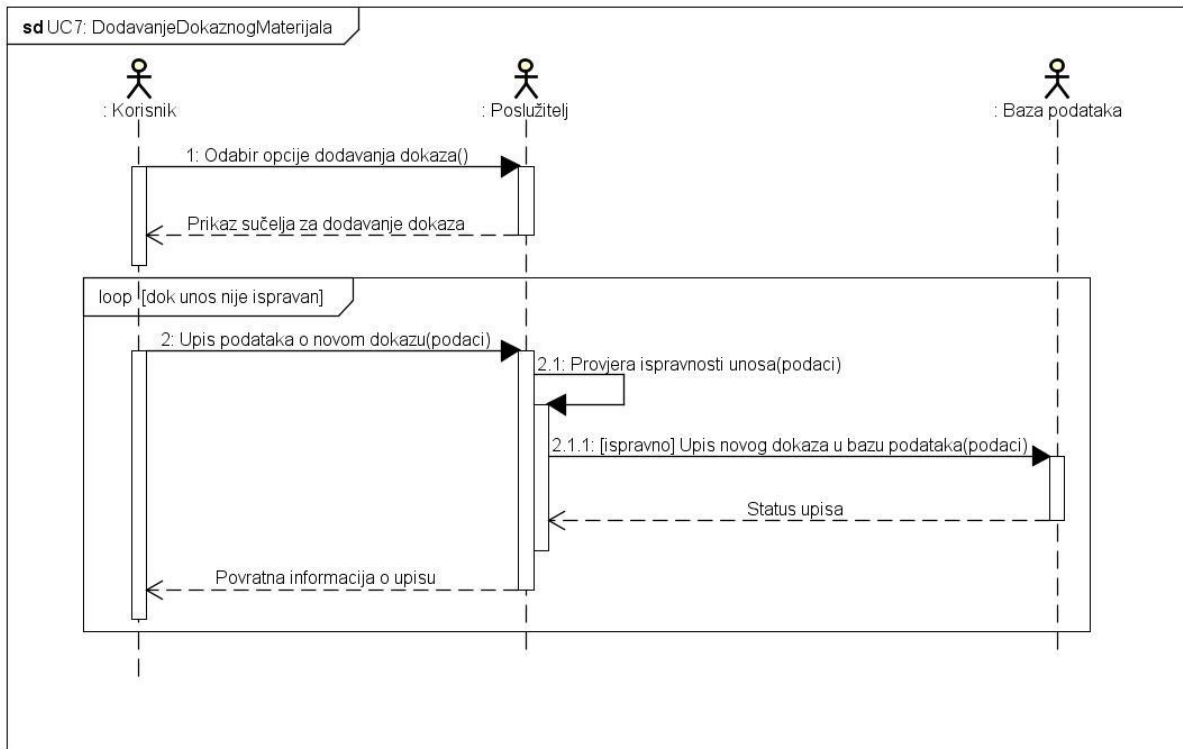 sd UC7: DodavanjeDokaznogMaterijala
: Korisnik
: Poslužitelj
: Baza podataka
1: Odabir opcije dodavanja dokaza()
Prikaz sučelja za dodavanje dokaza
loop [dok unos nije ispravan]
2: Upis podataka o novom dokazu(podaci)
2.1: Provjera ispravnosti unosa(podaci)
2.1.1: [ispravno] Upis novog dokaza u bazu podataka(podaci)
Status upisa
Povratna informacija o upisu